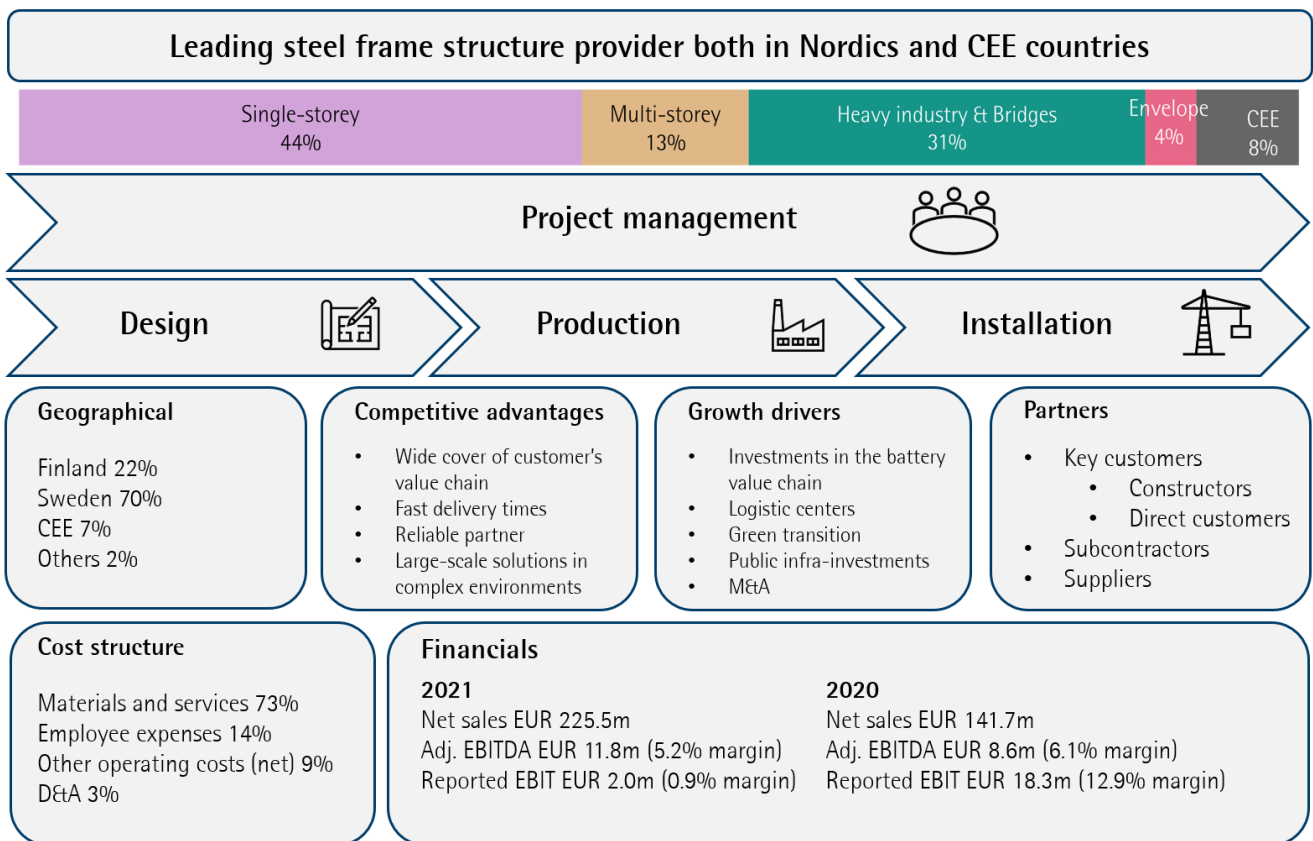 Leading steel frame structure provider both in Nordics and CEE countries
Single-storey
44%
Multi-storey
13%
Heavy industry & Bridges
31%
Envelope
4%
CEE
8%
Project management
Design
Production
Installation
Geographical
Finland 22%
Sweden 70%
CEE 7%
Others 2%
Competitive advantages
• Wide cover of customer's
value chain
• Fast delivery times
• Reliable partner
• Large-scale solutions in
complex environments
Growth drivers
• Investments in the battery
value chain
• Logistic centers
• Green transition
• Public infra-investments
• M&A
Partners
• Key customers
• Constructors
• Direct customers
• Subcontractors
• Suppliers
Cost structure
Materials and services 73%
Employee expenses 14%
Other operating costs (net) 9%
D&A 3%
Financials
2021
Net sales EUR 225.5m
Adj. EBITDA EUR 11.8m (5.2% margin)
Reported EBIT EUR 2.0m (0.9% margin)
2020
Net sales EUR 141.7m
Adj. EBITDA EUR 8.6m (6.1% margin)
Reported EBIT EUR 18.3m (12.9% margin)